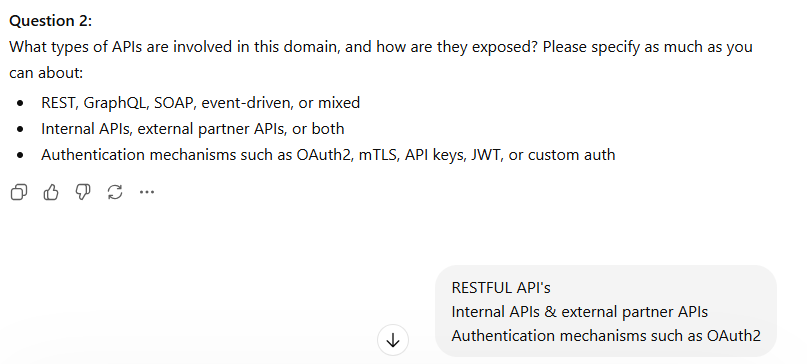 Question 2:
What types of APIs are involved in this domain, and how are they exposed? Please specify as much as you
can about:
• REST, GraphQL, SOAP, event-driven, or mixed
• Internal APIs, external partner APIs, or both
• Authentication mechanisms such as OAuth2, mTLS, API keys, JWT, or custom auth
RESTFUL API's
Internal APIs & external partner APIs
Authentication mechanisms such as OAuth2